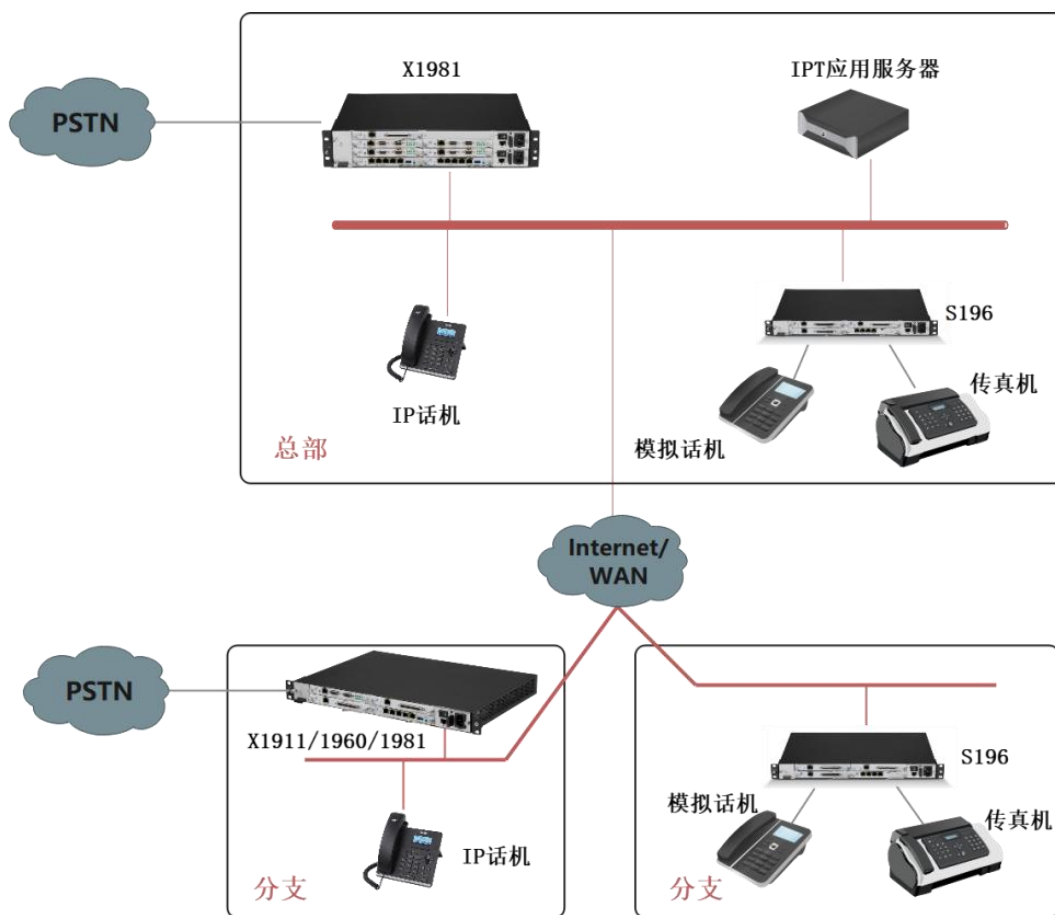 X1981
IPT应用服务器
PSTN
S196
IP话机
传真机
模拟话机
总部
Internet/
WAN
PSTN
X1911/1960/1981
S196
模拟话机
传真机
IP话机
分支
分支